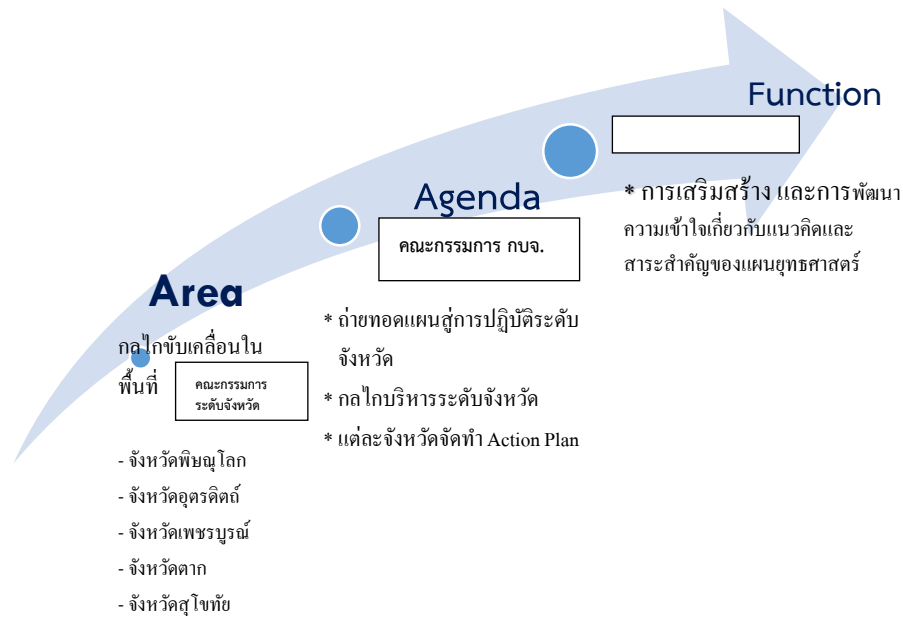 Function
* การเสริมสร้าง และการพัฒนา
ความเข้าใจเกี่ยวกับแนวคิดและ
สาระสำคัญของแผนยุทธศาสตร์
Agenda
คณะกรรมการ กบจ.
* ถ่ายทอดแผนสู่การปฏิบัติระดับ
จังหวัด
* กลไกบริหารระดับจังหวัด
* แต่ละจังหวัดจัดทำ Action Plan
Area
กลไกขับเคลื่อนใน
พื้นที่
คณะกรรมการ
ระดับจังหวัด
- จังหวัดพิษณุโลก
- จังหวัดอุตรดิตถ์
- จังหวัดเพชรบูรณ์
- จังหวัดตาก
- จังหวัดสุโขทัย